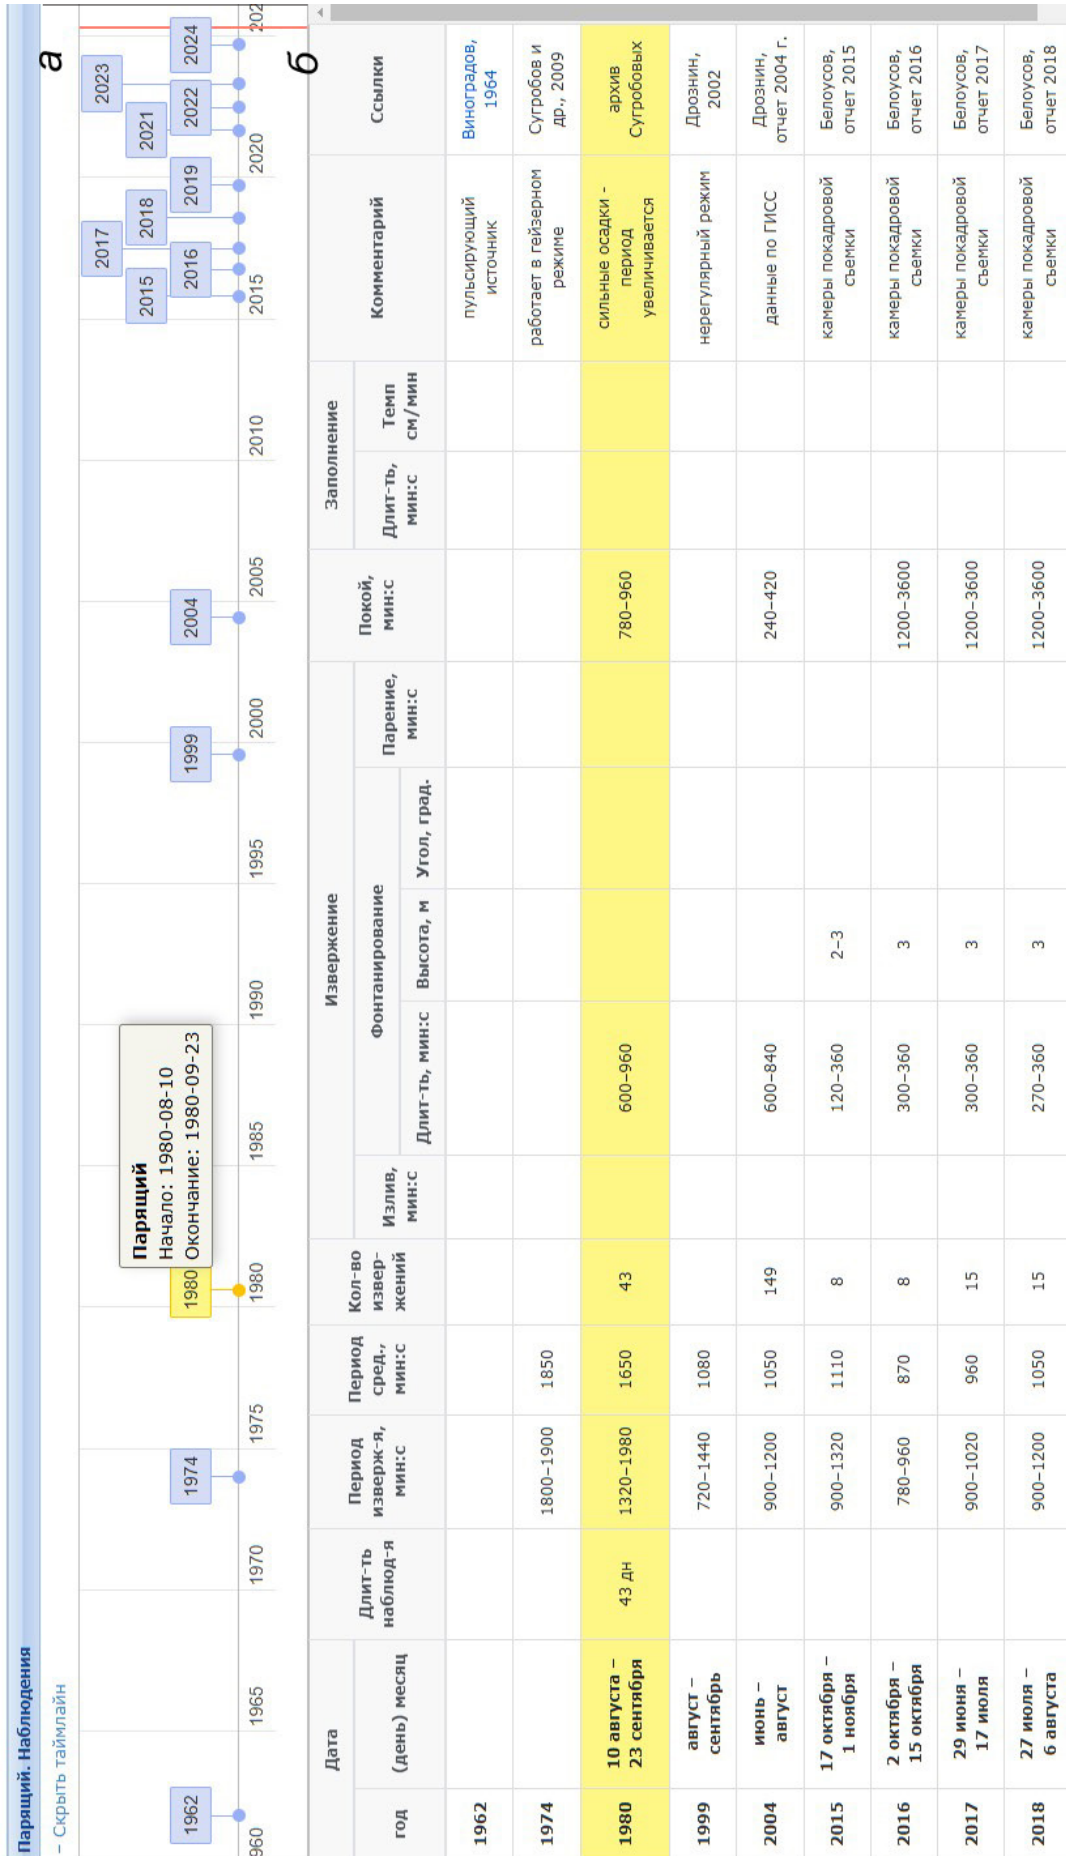 Парящий. Наблюдения
– Скрыть таймлайн
а
2017
2023
2015
2018
2021
Парящий
Начало: 1980-08-10
Окончание: 1980-09-23
1962
1974
1980
1999
2004
2016
2019
2022
2024
960
1965
1970
1975
1980
1985
1990
1995
2000
2005
2010
2015
2020
202
б
Дата
Длит-ть
наблюд-я
Период
изверж-я,
мин:с
Период
сред.,
мин:с
Кол-во
извер-
жений
Извержение
Покой,
мин:с
Заполнение
Комментарий
Ссылки
год
(день) месяц
Излив,
мин:с
Фонтанирование
Парение,
мин:с
Длит-ть,
мин:с
Темп
см/мин
Длит-ть, мин:с
Высота, м
Угол, град.
1962
пульсирующий
источник
Виноградов,
1964
1974
1800–1900
1850
работает в гейзерном
режиме
Сугробов и
др., 2009
1980
10 августа –
23 сентября
43 дн
1320–1980
1650
43
600–960
780–960
сильные осадки -
период
увеличивается
архив
Сугробовых
1999
август –
сентябрь
720–1440
1080
нерегулярный режим
Дрознин,
2002
2004
июнь –
август
900–1200
1050
149
600–840
240–420
данные по ГИСС
Дрознин,
отчет 2004 г.
2015
17 октября –
1 ноября
900–1320
1110
8
120–360
2–3
камеры покадровой
съемки
Белоусов,
отчет 2015
2016
2 октября –
15 октября
780–960
870
8
300–360
3
1200–3600
камеры покадровой
съемки
Белоусов,
отчет 2016
2017
29 июня –
17 июля
900–1020
960
15
300–360
3
1200–3600
камеры покадровой
съемки
Белоусов,
отчет 2017
2018
27 июля –
6 августа
900–1200
1050
15
270–360
3
1200–3600
камеры покадровой
съемки
Белоусов,
отчет 2018